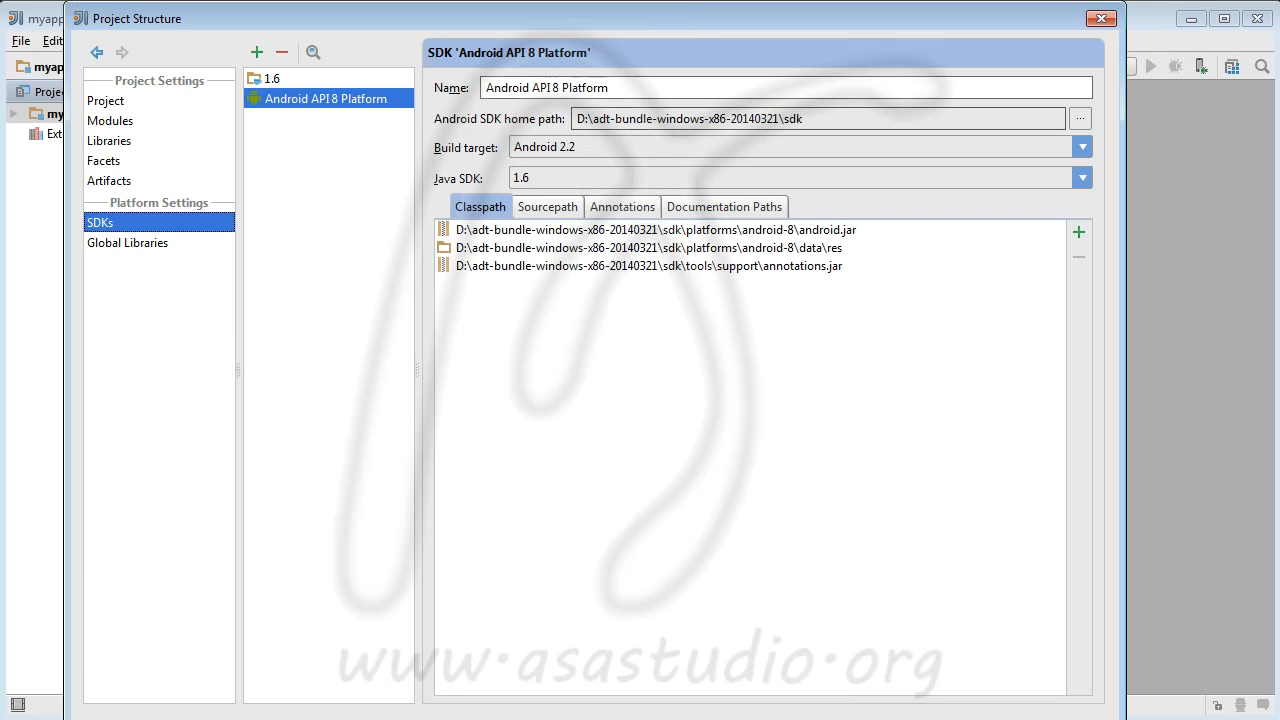 myapp
Project Structure
File Edit
myap
Proje
my
Ext
Project Settings
Project
Modules
Libraries
Facets
Artifacts
Platform Settings
SDKs
Global Libraries
1.6
Android API 8 Platform
SDK 'Android API 8 Platform'
Name: Android API 8 Platform
Android SDK home path: D:\adt-bundle-windows-x86-20140321\sdk ...
Build target: Android 2.2
Java SDK: 1.6
Classpath Sourcepath Annotations Documentation Paths
D:\adt-bundle-windows-x86-20140321\sdk\platforms\android-8\android.jar
D:\adt-bundle-windows-x86-20140321\sdk\platforms\android-8\data\res
D:\adt-bundle-windows-x86-20140321\sdk\tools\support\annotations.jar
www.asastudio.org